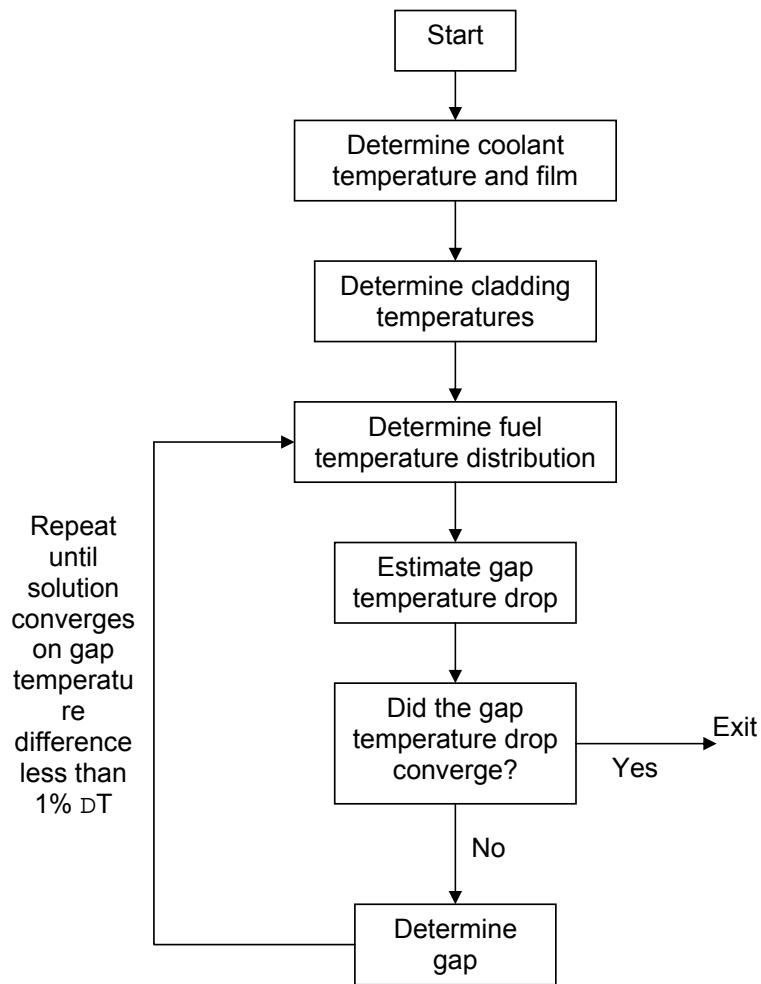 Start
Determine coolant
temperature and film
Determine cladding
temperatures
Determine fuel
temperature distribution
Repeat
until
solution
converges
on gap
temperatu
re
difference
less than
1% DT
Estimate gap
temperature drop
Did the gap
temperature drop
converge?
Exit
Yes
No
Determine
gap